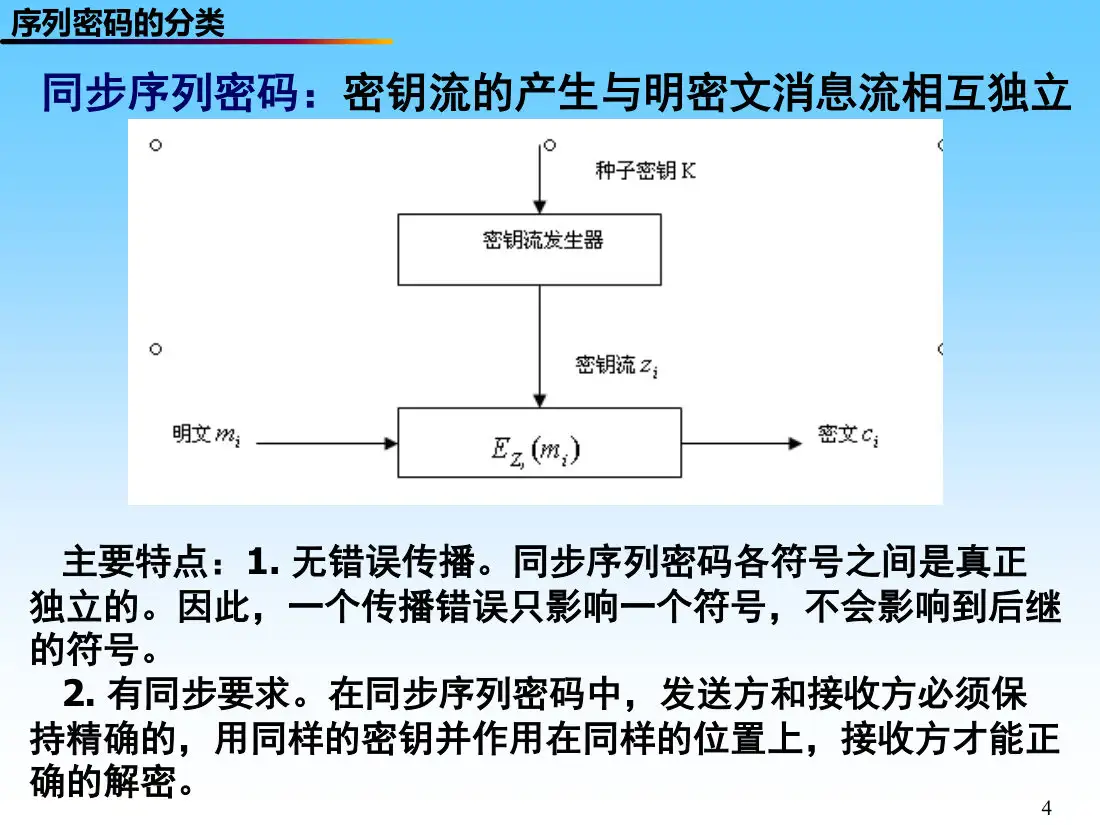 序列密码的分类
同步序列密码：密钥流的产生与明密文消息流相互独立
种子密钥 K
密钥流发生器
密钥流 zᵢ
明文 mᵢ
E_Zᵢ(mᵢ)
密文 cᵢ
主要特点：1. 无错误传播。同步序列密码各符号之间是真正
独立的。因此，一个传播错误只影响一个符号，不会影响到后继
的符号。
2. 有同步要求。在同步序列密码中，发送方和接收方必须保
持精确的，用同样的密钥并作用在同样的位置上，接收方才能正
确的解密。
4